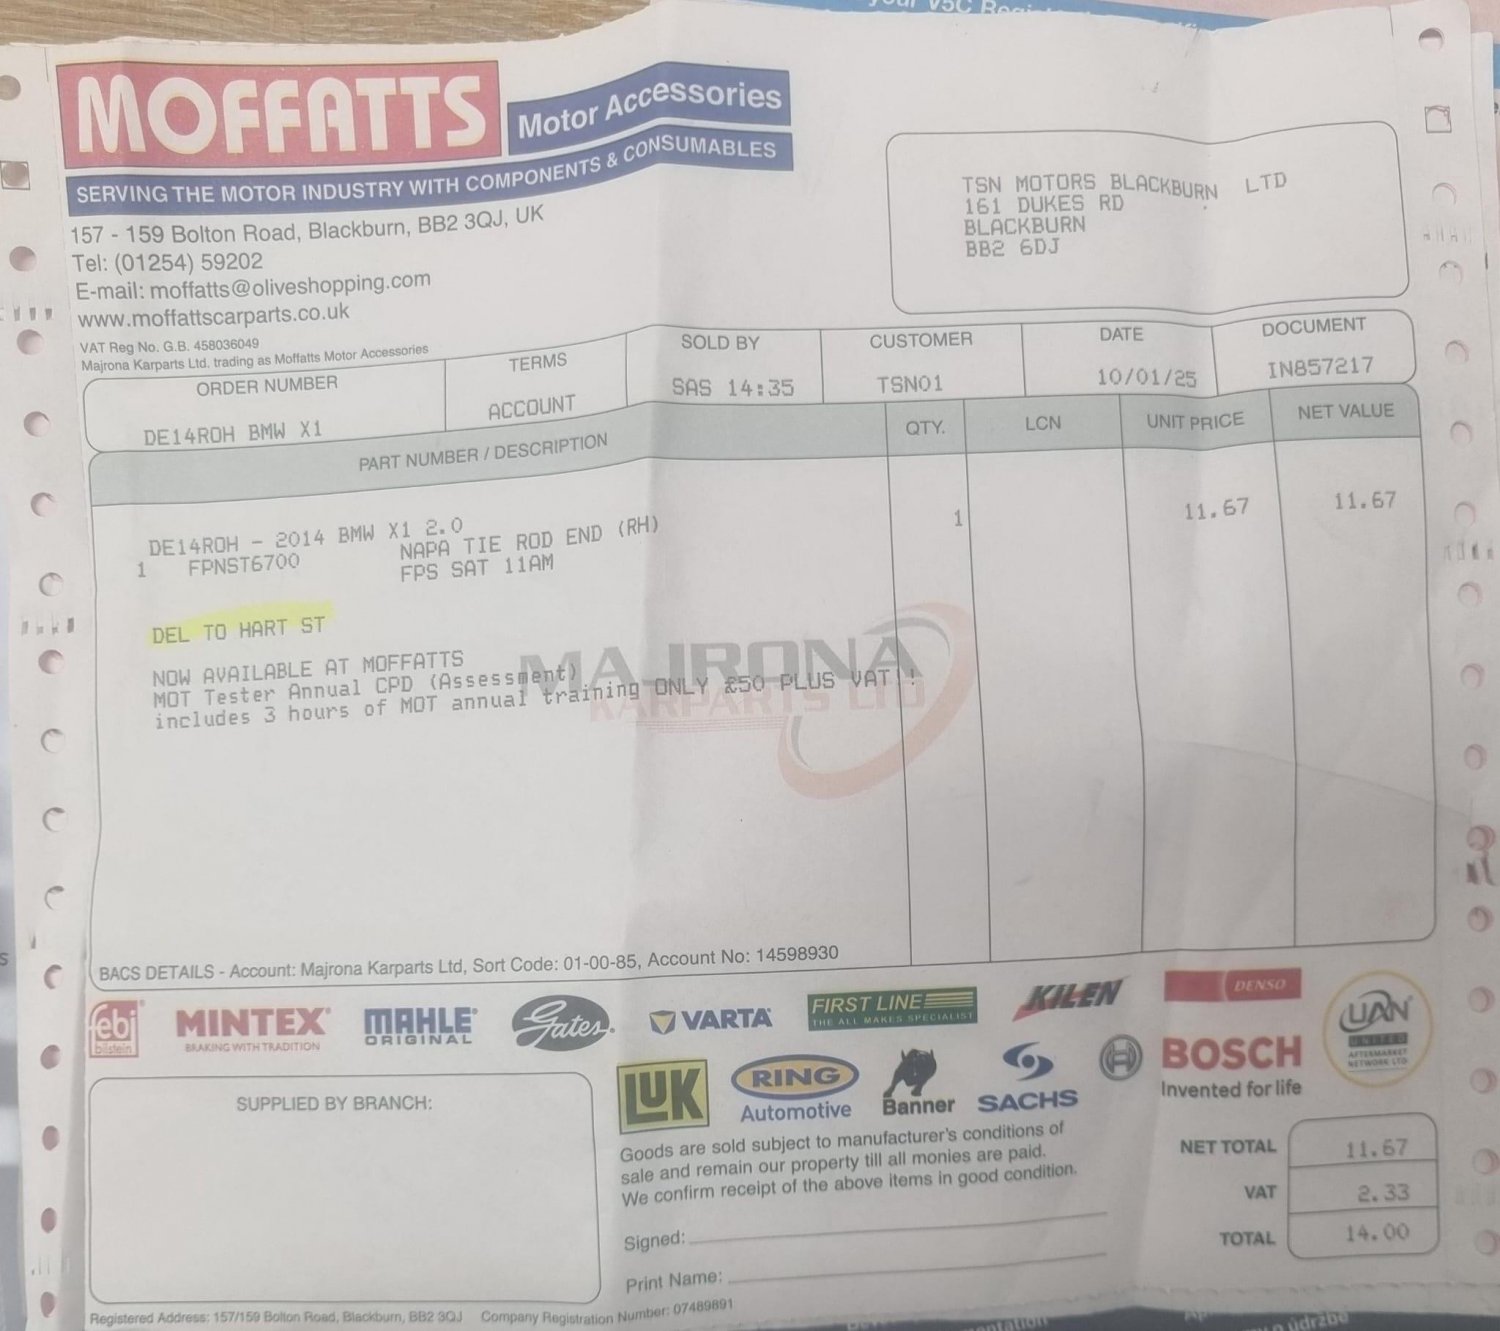 your V5C
MOFFATTS
Motor Accessories
SERVING THE MOTOR INDUSTRY WITH COMPONENTS & CONSUMABLES
157 - 159 Bolton Road, Blackburn, BB2 3QJ, UK
Tel: (01254) 59202
E-mail: moffatts@oliveshopping.com
www.moffattscarparts.co.uk
VAT Reg No. G.B. 458036049
Majrona Karparts Ltd. trading as Moffatts Motor Accessories
TSN MOTORS BLACKBURN LTD
161 DUKES RD
BLACKBURN
BB2 6DJ
ORDER NUMBER TERMS SOLD BY CUSTOMER DATE DOCUMENT
DE14ROH BMW X1 ACCOUNT SAS 14:35 TSN01 10/01/25 IN857217
PART NUMBER / DESCRIPTION QTY. LCN UNIT PRICE NET VALUE
DE14ROH - 2014 BMW X1 2.0
1 FPNST6700 NAPA TIE ROD END (RH) 1 11.67 11.67
FPS SAT 11AM
DEL TO HART ST
NOW AVAILABLE AT MOFFATTS
MOT Tester Annual CPD (Assessment)
includes 3 hours of MOT annual training ONLY £50 PLUS VAT!!
MAJRONA
KARPARTS LTD
BACS DETAILS - Account: Majrona Karparts Ltd, Sort Code: 01-00-85, Account No: 14598930
febi
bilstein
MINTEX
BRAKING WITH TRADITION
MAHLE
ORIGINAL
Gates
VARTA
FIRST LINE
THE ALL MAKES SPECIALIST
KILEN
DENSO
UAN
UNITED
AFTERMARKET
NETWORK LTD
LUK
RING
Automotive
Banner
SACHS
BOSCH
Invented for life
SUPPLIED BY BRANCH:
Goods are sold subject to manufacturer's conditions of
sale and remain our property till all monies are paid.
We confirm receipt of the above items in good condition.
Signed:
Print Name:
NET TOTAL 11.67
VAT 2.33
TOTAL 14.00
Registered Address: 157/159 Bolton Road, Blackburn, BB2 3QJ Company Registration Number: 07489891